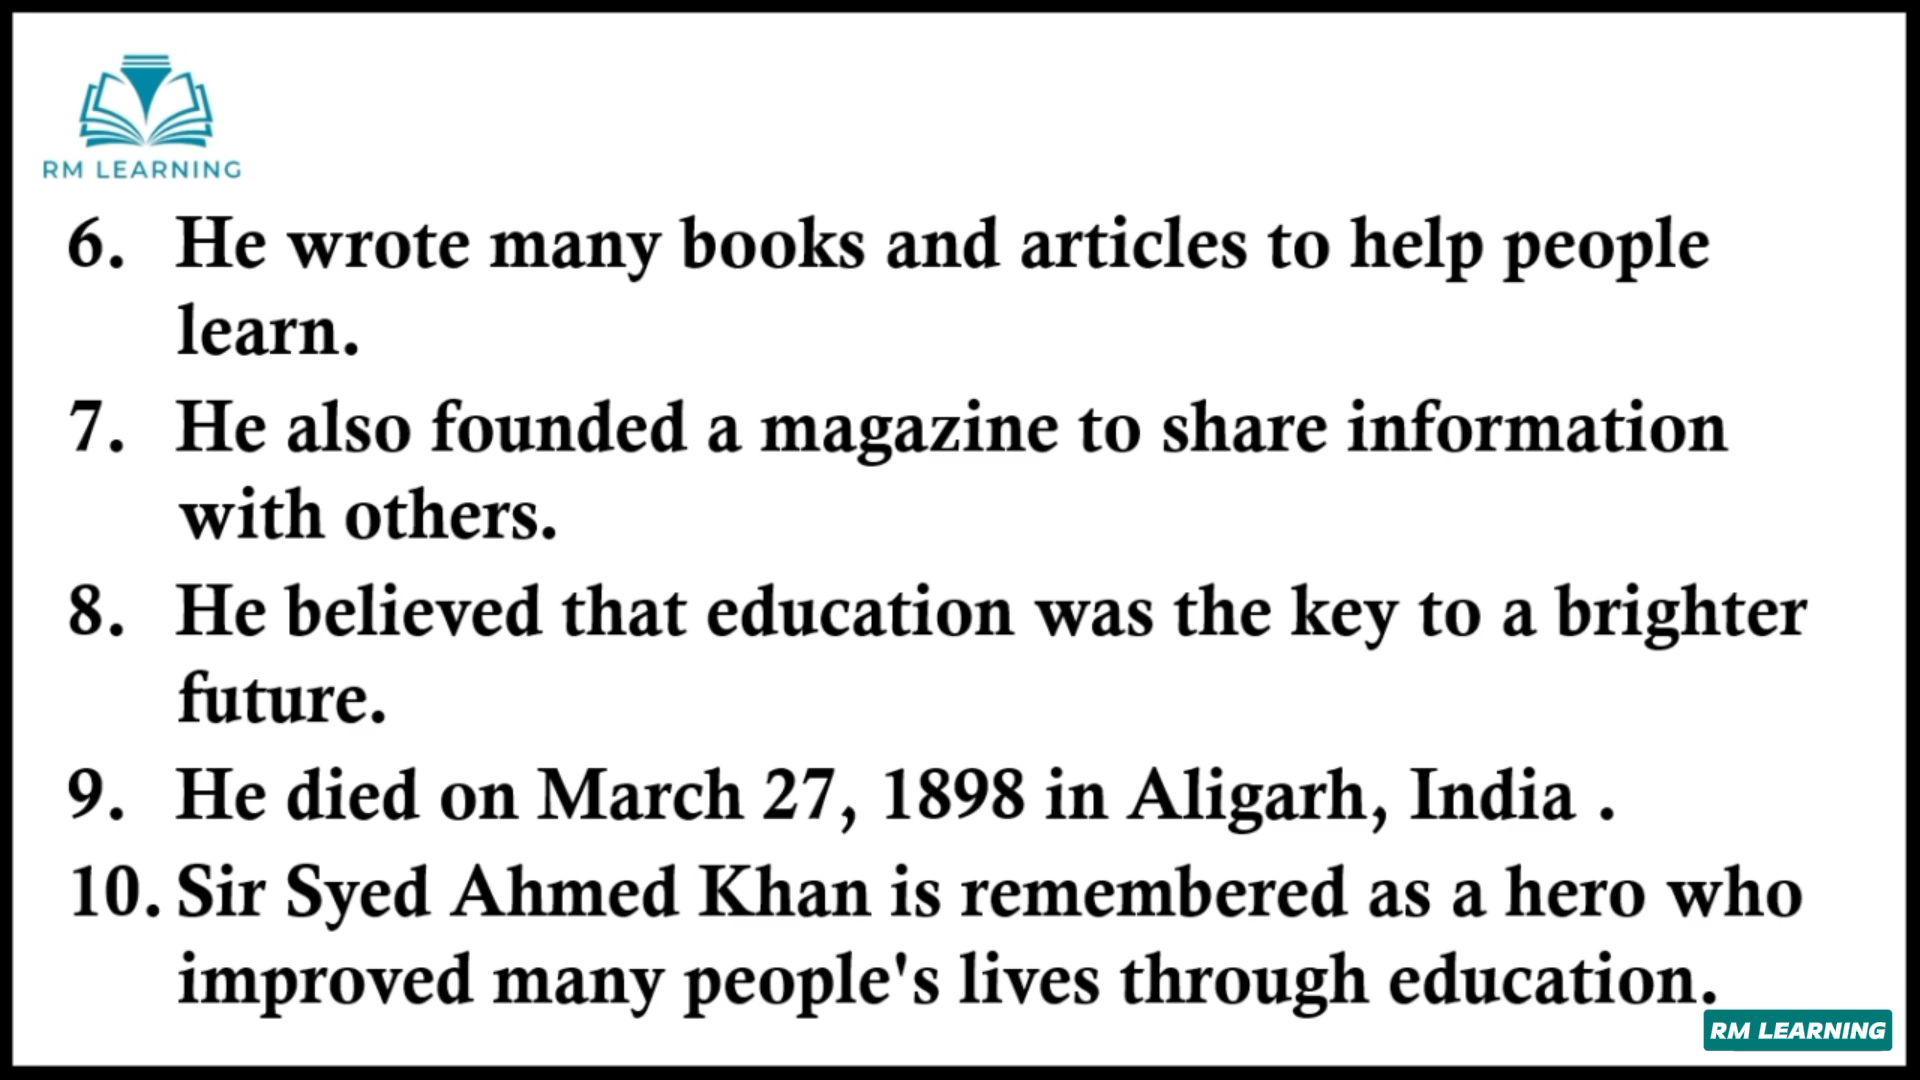 RM LEARNING
6. He wrote many books and articles to help people
learn.
7. He also founded a magazine to share information
with others.
8. He believed that education was the key to a brighter
future.
9. He died on March 27, 1898 in Aligarh, India .
10. Sir Syed Ahmed Khan is remembered as a hero who
improved many people's lives through education.
RM LEARNING